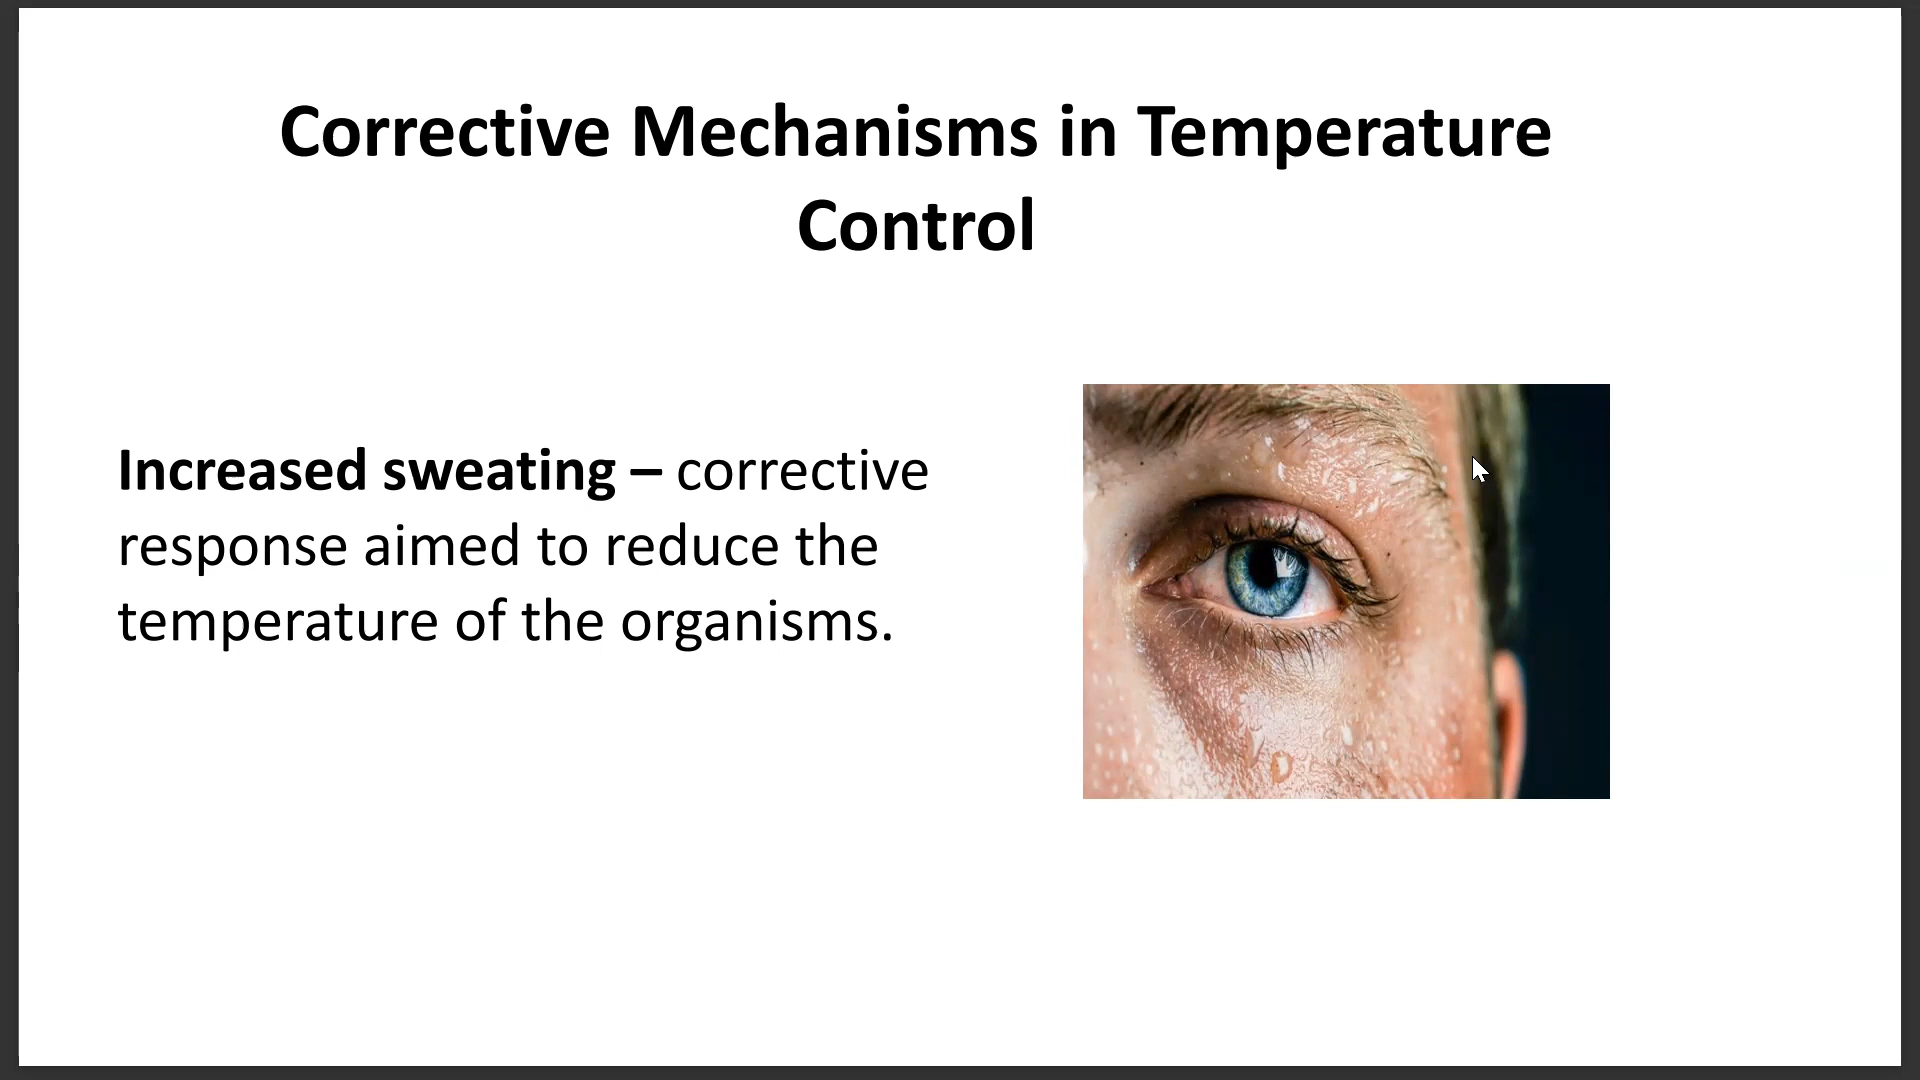 Corrective Mechanisms in Temperature
Control
Increased sweating – corrective
response aimed to reduce the
temperature of the organisms.